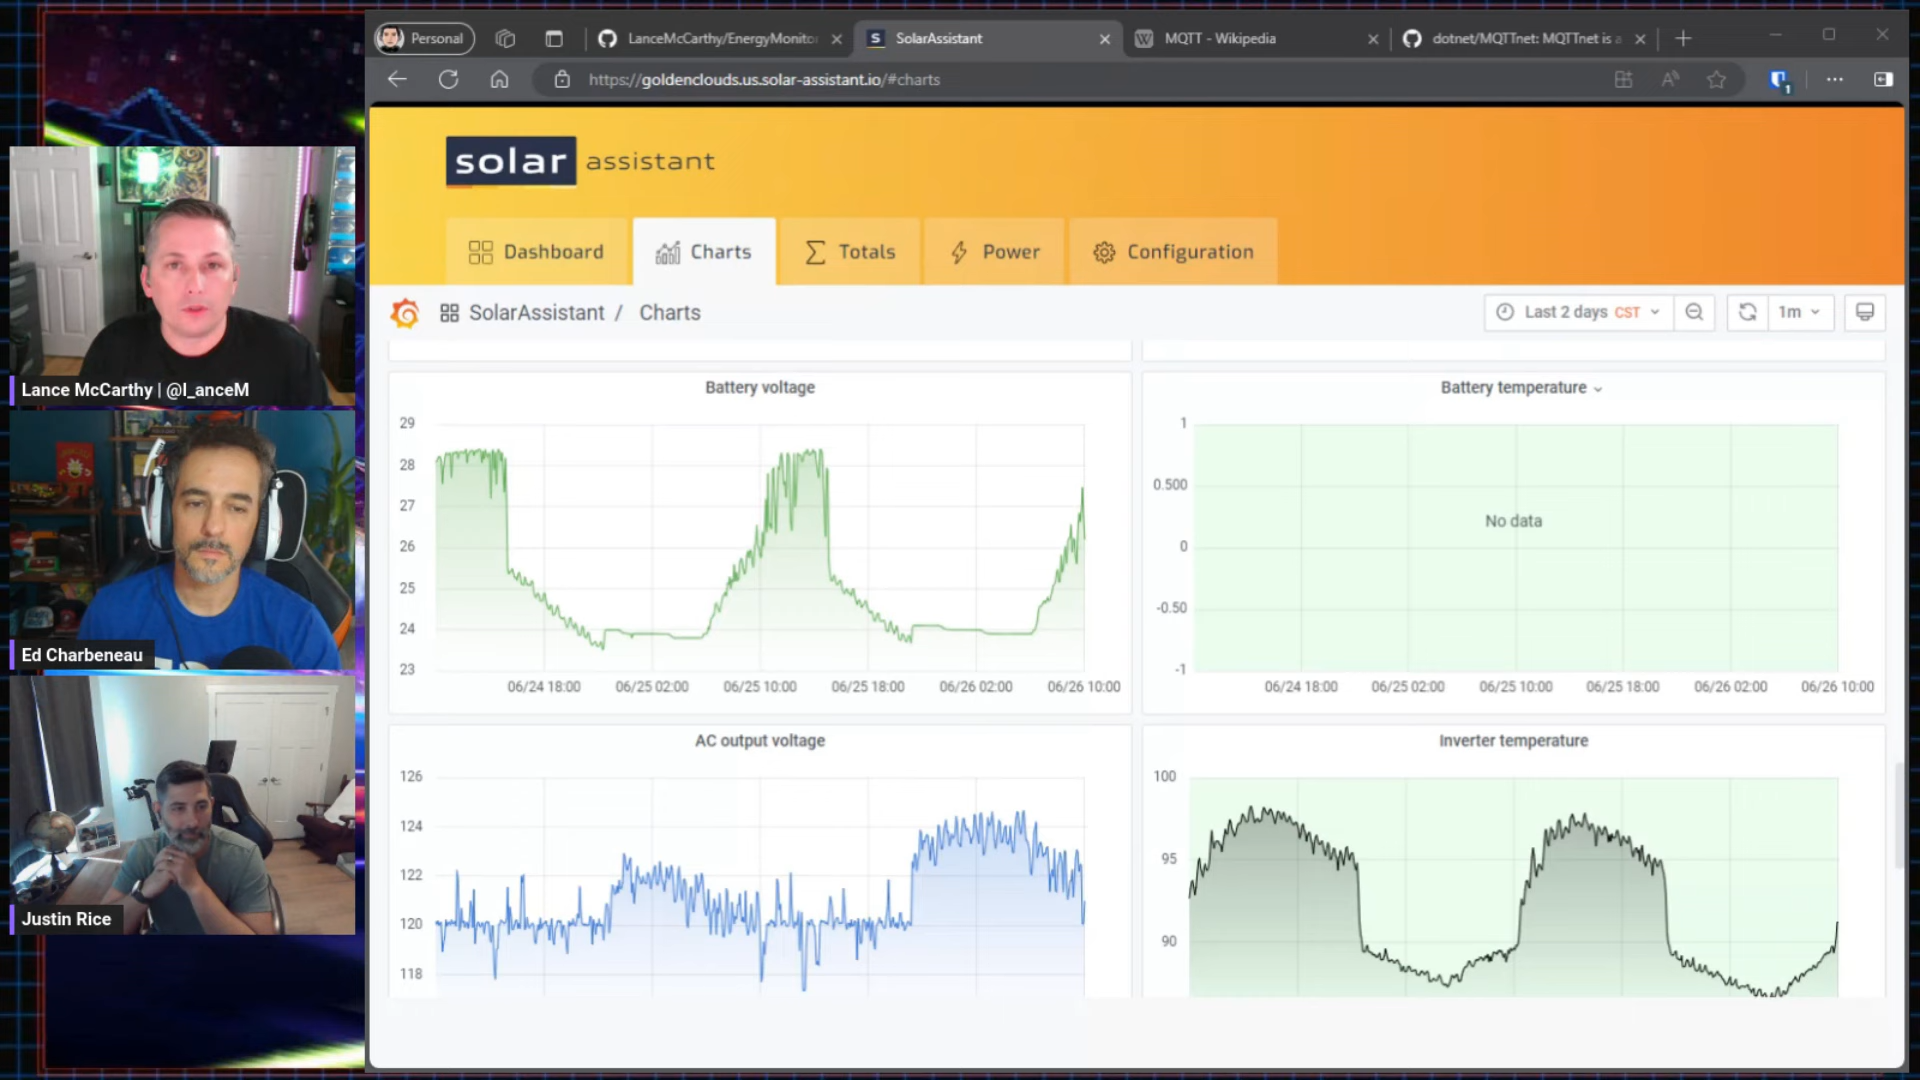 Personal
LanceMcCarthy/EnergyMonito
SolarAssistant
MQTT - Wikipedia
dotnet/MQTTnet: MQTTnet is a
https://goldenclouds.us.solar-assistant.io/#charts
1
solar assistant
Dashboard
Charts
Totals
Power
Configuration
SolarAssistant / Charts
Last 2 days CST
1m
Battery voltage
29
28
27
26
25
24
23
06/24 18:00 06/25 02:00 06/25 10:00 06/25 18:00 06/26 02:00 06/26 10:00
Battery temperature
1
0.500
0
-0.50
-1
No data
06/24 18:00 06/25 02:00 06/25 10:00 06/25 18:00 06/26 02:00 06/26 10:00
AC output voltage
126
124
122
120
118
Inverter temperature
100
95
90
Lance McCarthy | @l_anceM
Ed Charbeneau
Justin Rice